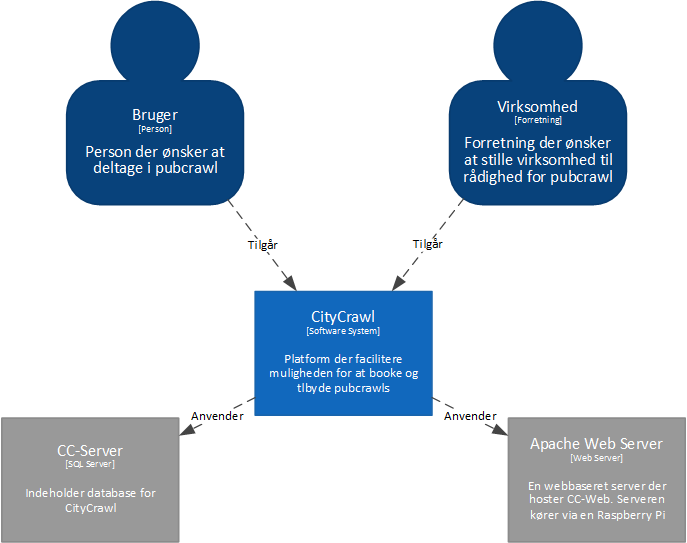 Bruger
[Person]
Person der ønsker at
deltage i pubcrawl
Virksomhed
[Forretning]
Forretning der ønsker
at stille virksomhed til
rådighed for pubcrawl
Tilgår
Tilgår
CityCrawl
[Software System]
Platform der facilitere
muligheden for at booke og
tlbyde pubcrawls
Anvender
Anvender
CC-Server
[SQL Server]
Indeholder database for
CityCrawl
Apache Web Server
[Web Server]
En webbaseret server der
hoster CC-Web. Serveren
kører via en Raspberry Pi